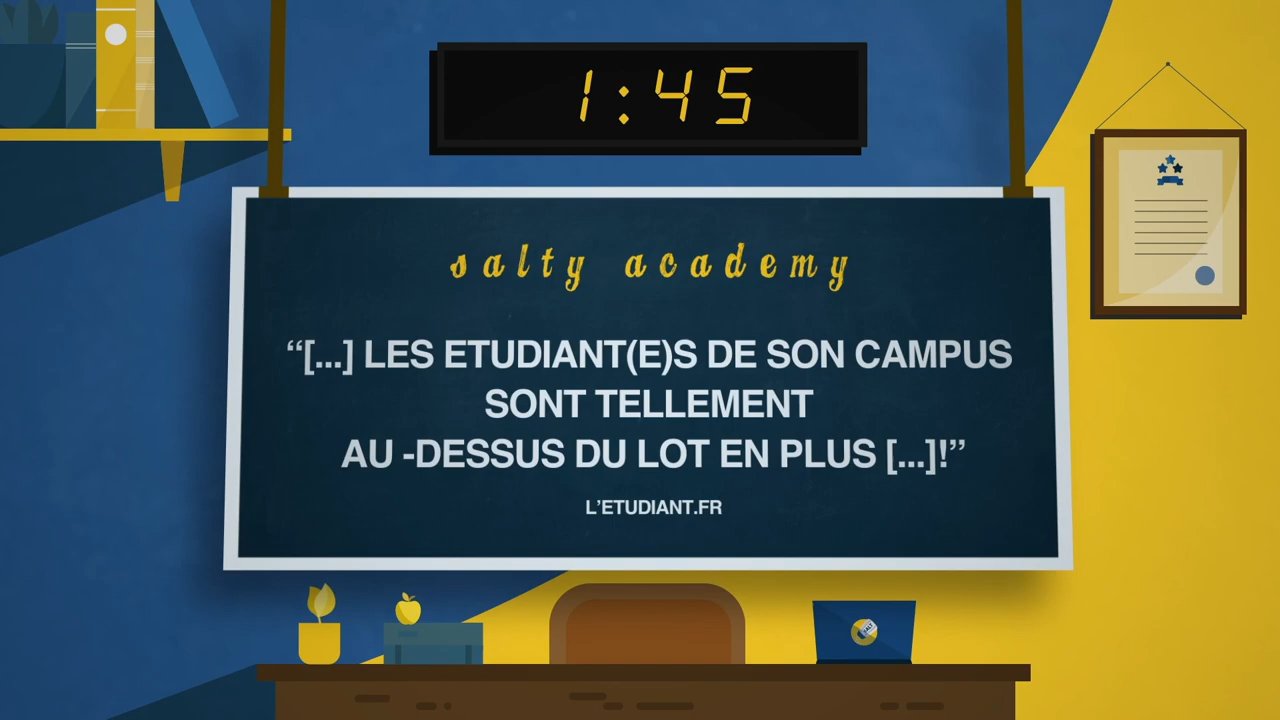 1:45
salty academy
“[...] LES ETUDIANT(E)S DE SON CAMPUS
SONT TELLEMENT
AU -DESSUS DU LOT EN PLUS [...]!”
L’ETUDIANT.FR